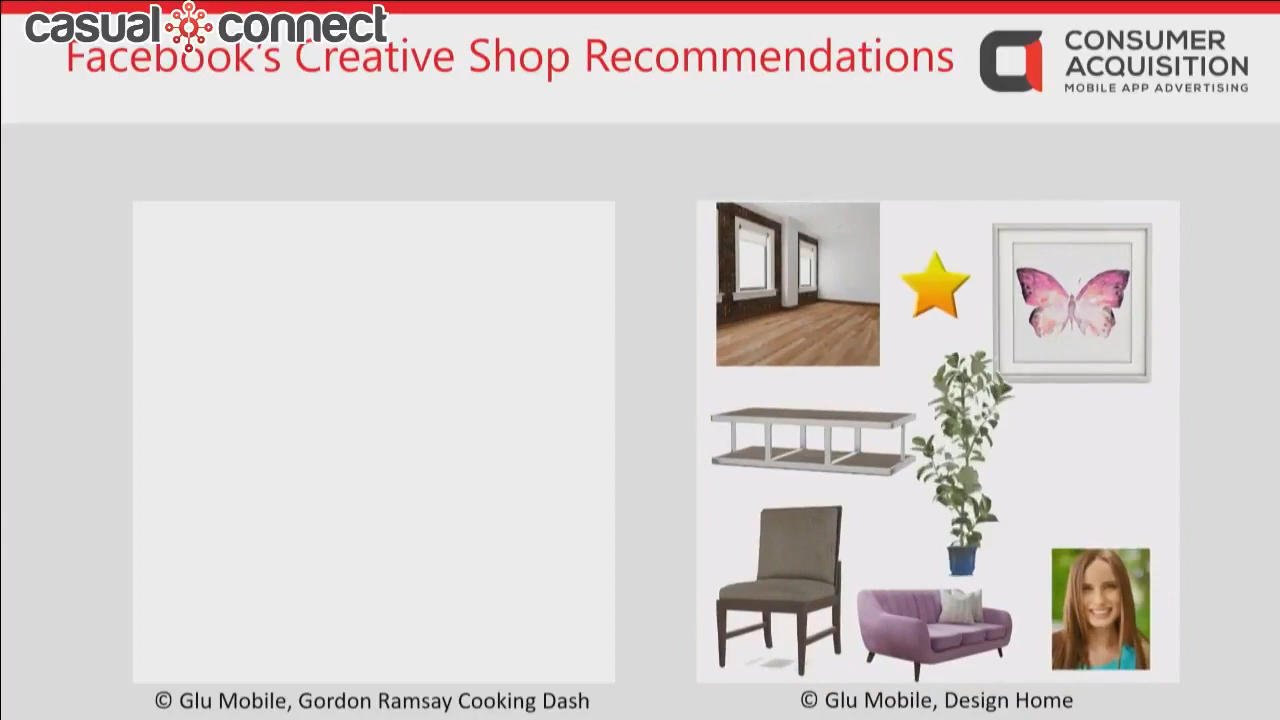 casual connect
Facebook's Creative Shop Recommendations
CONSUMER
ACQUISITION
MOBILE APP ADVERTISING
© Glu Mobile, Gordon Ramsay Cooking Dash
© Glu Mobile, Design Home